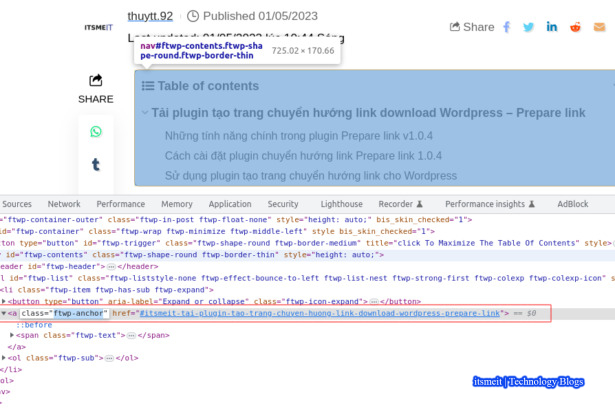 thuytt.92
Published 01/05/2023
ITSMEIT
Share
Last updated: 01/05/2023 lúc 10:44 Sáng
nav#ftwp-contents.ftwp-sha
pe-round.ftwp-border-thin
725.02 × 170.66
SHARE
Table of contents
Tải plugin tạo trang chuyển hướng link download Wordpress – Prepare link
Những tính năng chính trong plugin Prepare link v1.0.4
Cách cài đặt plugin chuyển hướng link Prepare link 1.0.4
Sử dụng plugin tạo trang chuyển hướng link cho Wordpress
Sources Network Performance Memory Application Security Lighthouse Recorder Performance insights AdBlock
"ftwp-container-outer" class="ftwp-in-post ftwp-float-none" style="height: auto;" bis_skin_checked="1">
id="ftwp-container" class="ftwp-wrap ftwp-minimize ftwp-middle-left" style bis_skin_checked="1">
ton type="button" id="ftwp-trigger" class="ftwp-shape-round ftwp-border-medium" title="click To Maximize The Table Of Contents" style
id="ftwp-contents" class="ftwp-shape-round ftwp-border-thin" style="height: auto;">
eader id="ftwp-header">…</header>
l id="ftwp-list" class="ftwp-liststyle-none ftwp-effect-bounce-to-left ftwp-list-nest ftwp-strong-first ftwp-colexp ftwp-colexp-icon" s
<li class="ftwp-item ftwp-has-sub ftwp-expand">
<button type="button" aria-label="Expand or collapse" class="ftwp-icon-expand">…</button>
<a class="ftwp-anchor" href="#itsmeit-tai-plugin-tao-trang-chuyen-huong-link-download-wordpress-prepare-link"> == $0
::before
<span class="ftwp-text">…</span>
</a>
<ol class="ftwp-sub">…</ol>
</li>
ol>
av>
itsmeit | Technology Blogs